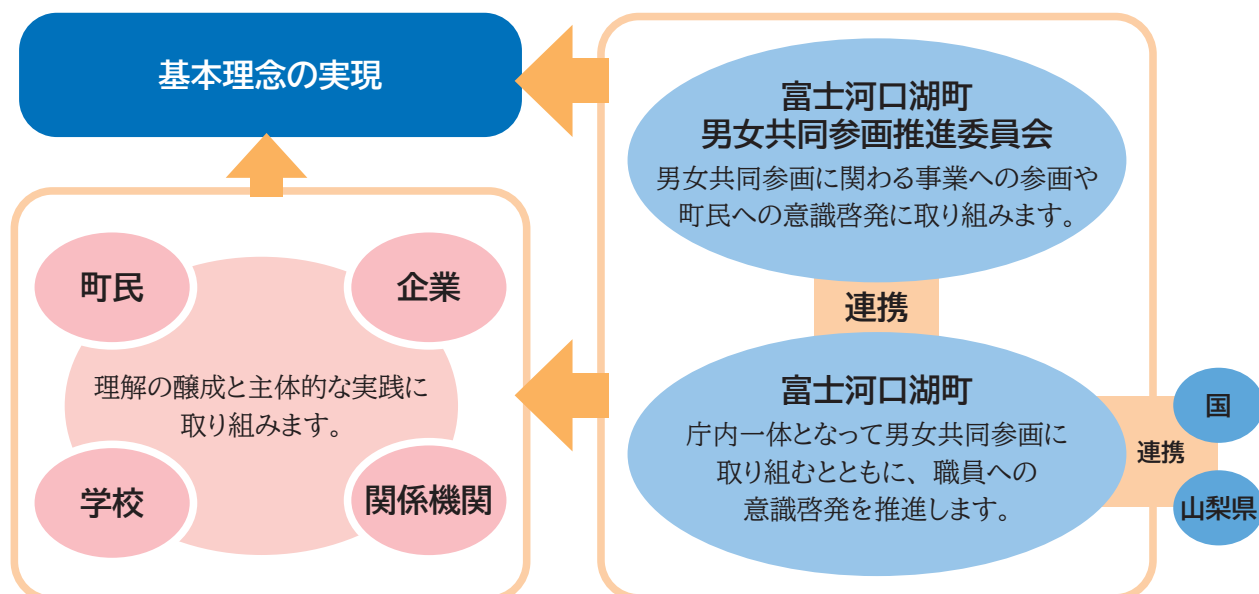 基本理念の実現
富士河口湖町
男女共同参画推進委員会
男女共同参画に関わる事業への参画や
町民への意識啓発に取り組みます。
連携
富士河口湖町
庁内一体となって男女共同参画に
取り組むとともに、職員への
意識啓発を推進します。
連携
国
山梨県
町民
企業
理解の醸成と主体的な実践に
取り組みます。
学校
関係機関